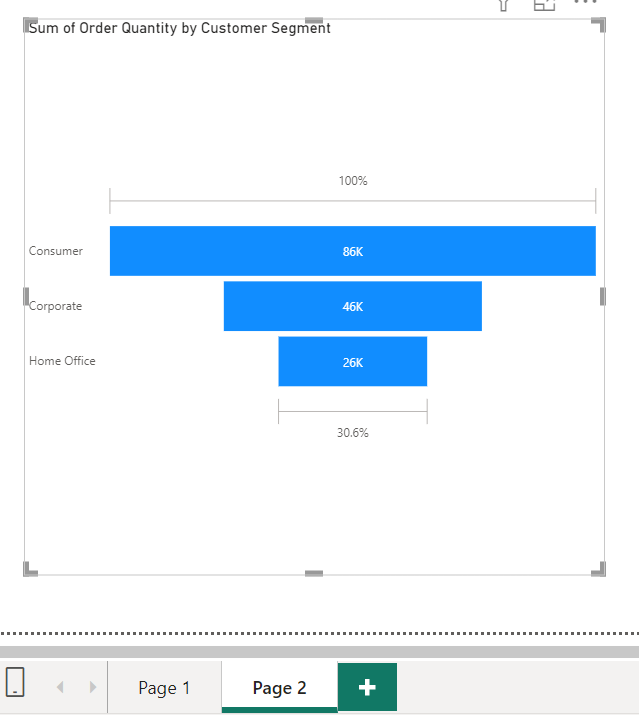 Sum of Order Quantity by Customer Segment
100%
Consumer
86K
Corporate
46K
Home Office
26K
30.6%
Page 1
Page 2